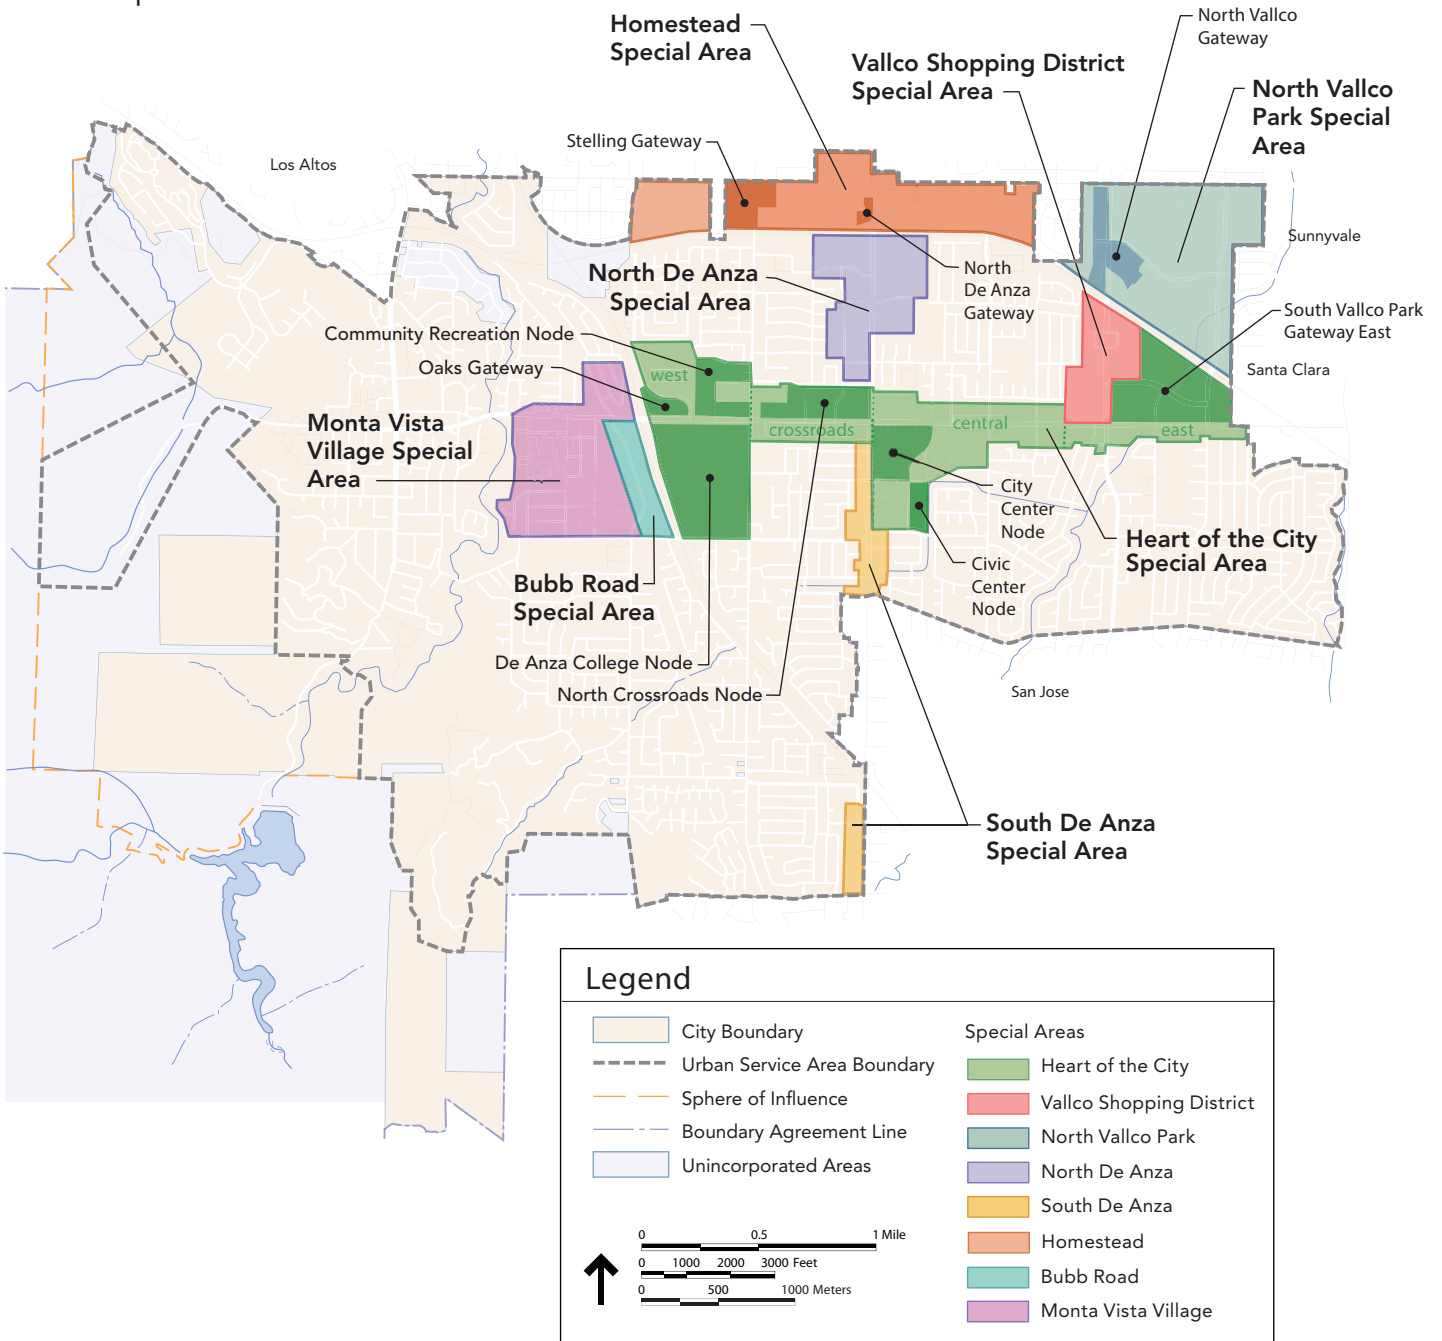 Homestead
Special Area
North Vallco
Gateway
Vallco Shopping District
Special Area
North Vallco
Park Special
Area
Stelling Gateway
Los Altos
Sunnyvale
North De Anza
Special Area
North
De Anza
Gateway
South Vallco Park
Gateway East
Community Recreation Node
Oaks Gateway
Santa Clara
west
crossroads
central
east
Monta Vista
Village Special
Area
City
Center
Node
Heart of the City
Special Area
Civic
Center
Node
Bubb Road
Special Area
De Anza College Node
North Crossroads Node
San Jose
South De Anza
Special Area
Legend
City Boundary
Urban Service Area Boundary
Sphere of Influence
Boundary Agreement Line
Unincorporated Areas
Special Areas
Heart of the City
Vallco Shopping District
North Vallco Park
North De Anza
South De Anza
Homestead
Bubb Road
Monta Vista Village
0 0.5 1 Mile
0 1000 2000 3000 Feet
0 500 1000 Meters